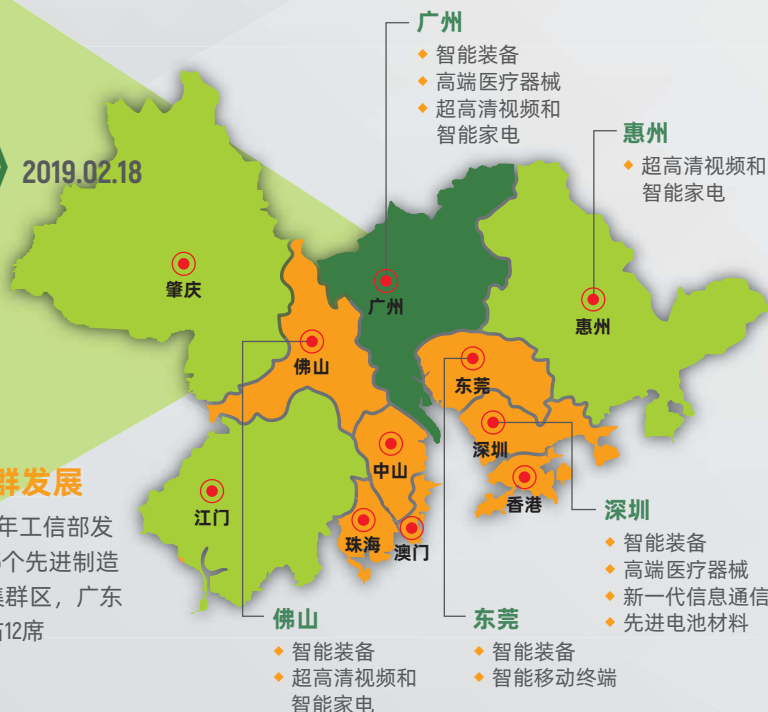 广州
智能装备
高端医疗器械
超高清视频和
智能家电
惠州
超高清视频和
智能家电
2019.02.18
肇庆
广州
惠州
佛山
东莞
深圳
中山
香港
江门
珠海
澳门
群发展
年工信部发
个先进制造
集群区，广东
占12席
深圳
智能装备
高端医疗器械
新一代信息通信
先进电池材料
佛山
智能装备
超高清视频和
智能家电
东莞
智能装备
智能移动终端